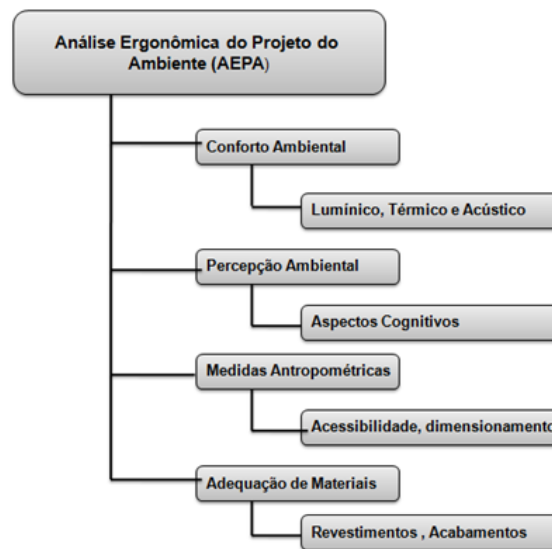 Análise Ergonômica do Projeto do
Ambiente (AEPA)
Conforto Ambiental
Lumínico, Térmico e Acústico
Percepção Ambiental
Aspectos Cognitivos
Medidas Antropométricas
Acessibilidade, dimensionamento
Adequação de Materiais
Revestimentos , Acabamentos